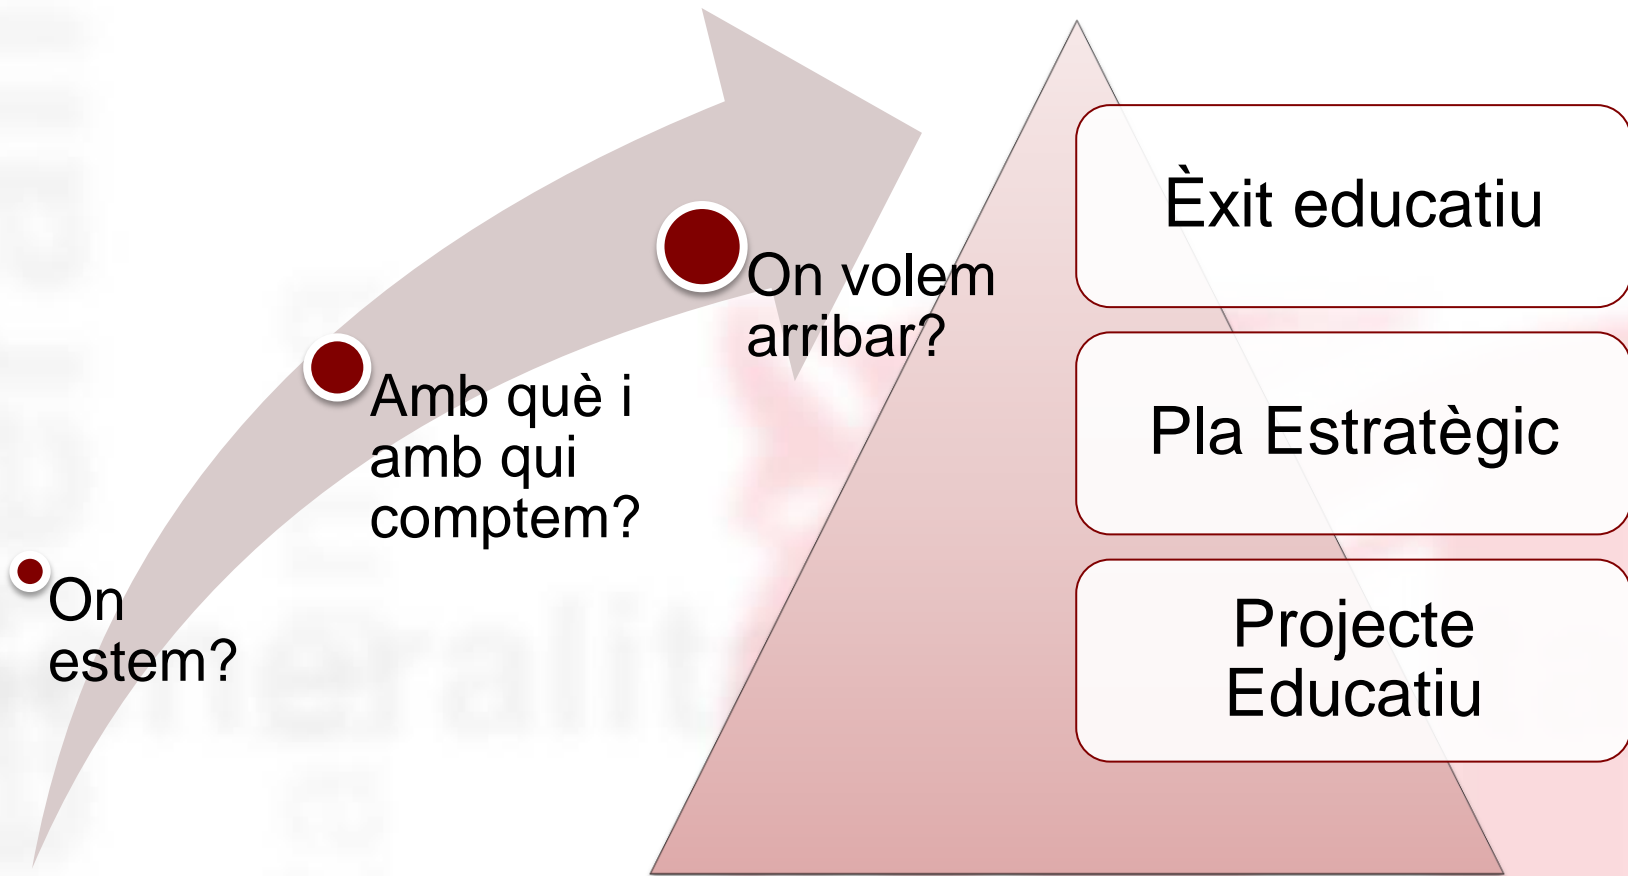 On
estem?
Amb què i
amb qui
comptem?
On volem
arribar?
Èxit educatiu
Pla Estratègic
Projecte
Educatiu